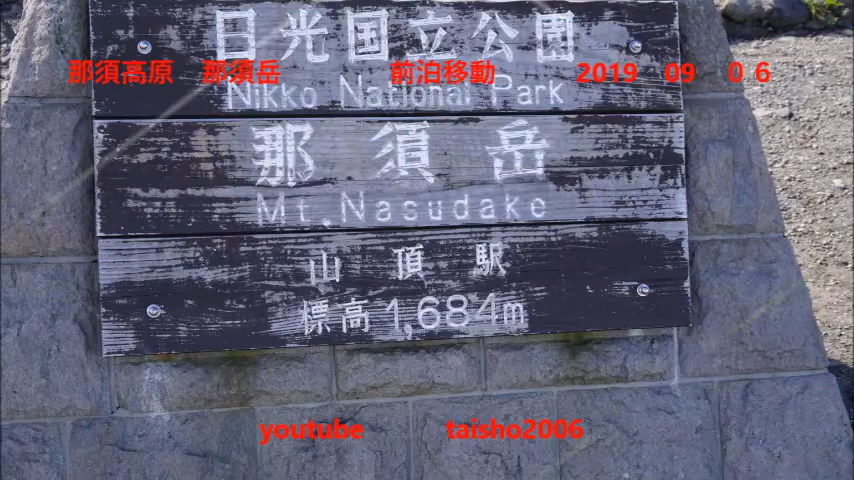 日光国立公園
那須高原 那須岳 前泊移動 2019 09 06
Nikko National Park
那須岳
Mt. Nasudake
山頂駅
標高1,684m
youtube taisho2006